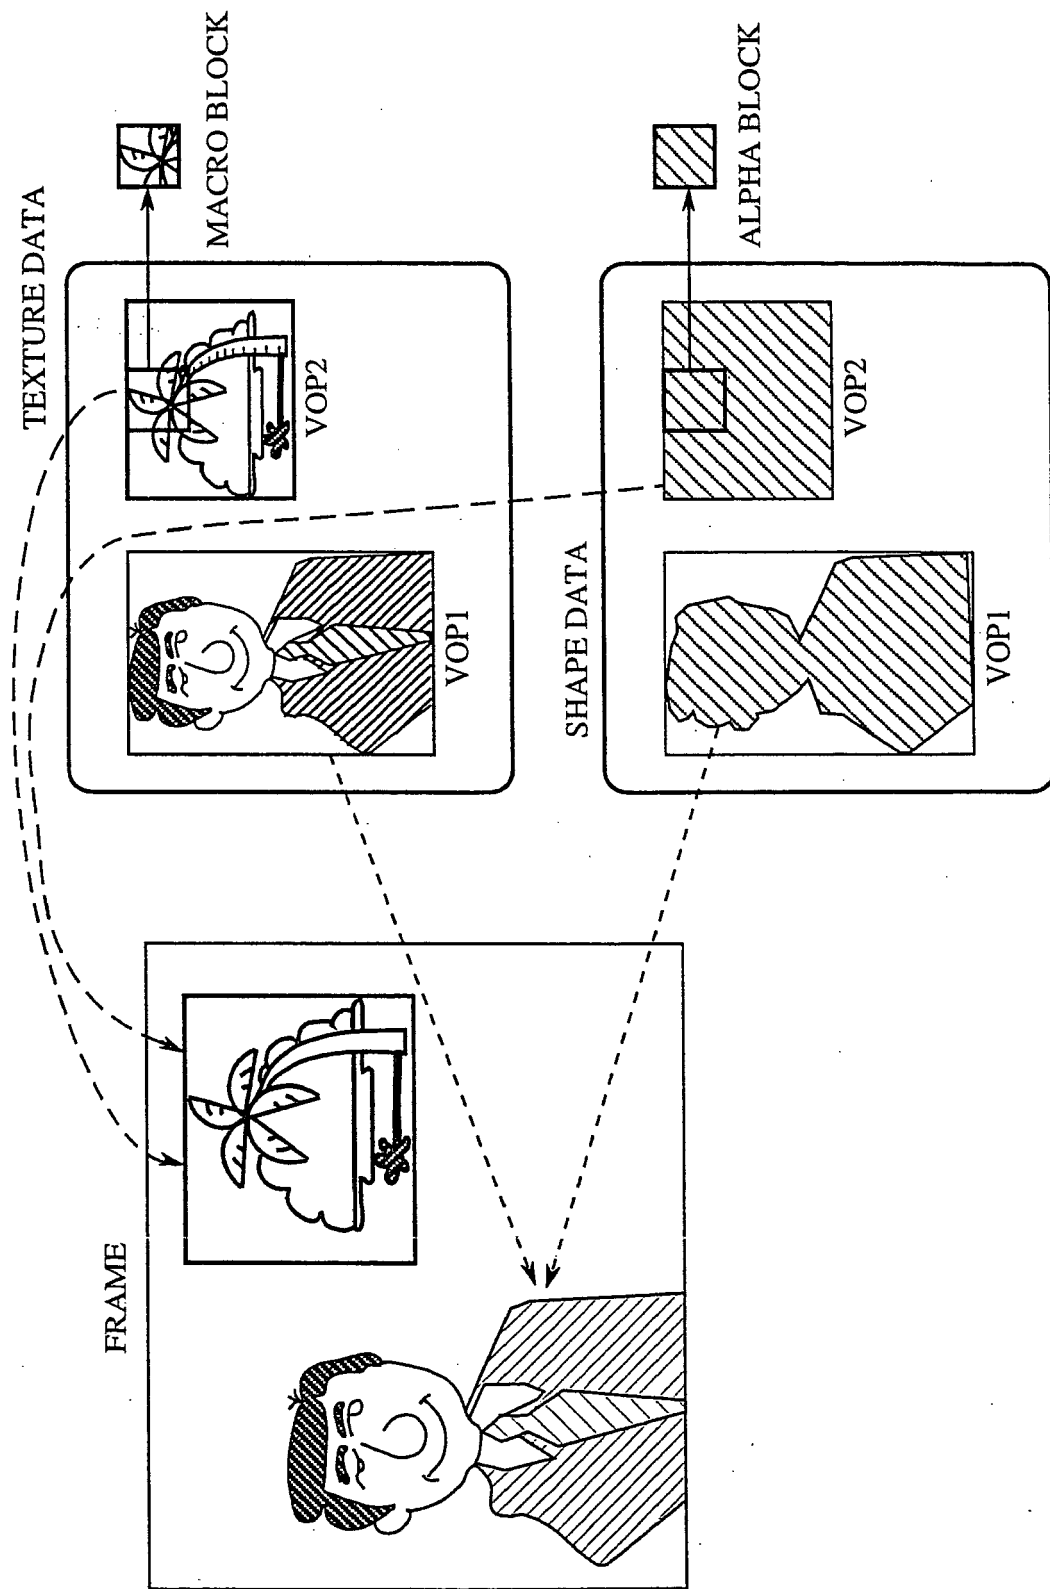 FRAME
TEXTURE DATA
VOP1
VOP2
MACRO BLOCK
SHAPE DATA
VOP1
VOP2
ALPHA BLOCK